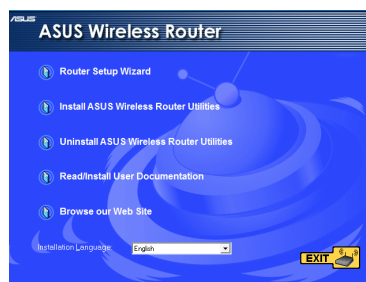 ASUS
ASUS Wireless Router
Router Setup Wizard
Install ASUS Wireless Router Utilities
Uninstall ASUS Wireless Router Utilities
Read/Install User Documentation
Browse our Web Site
Installation Language:
English
EXIT